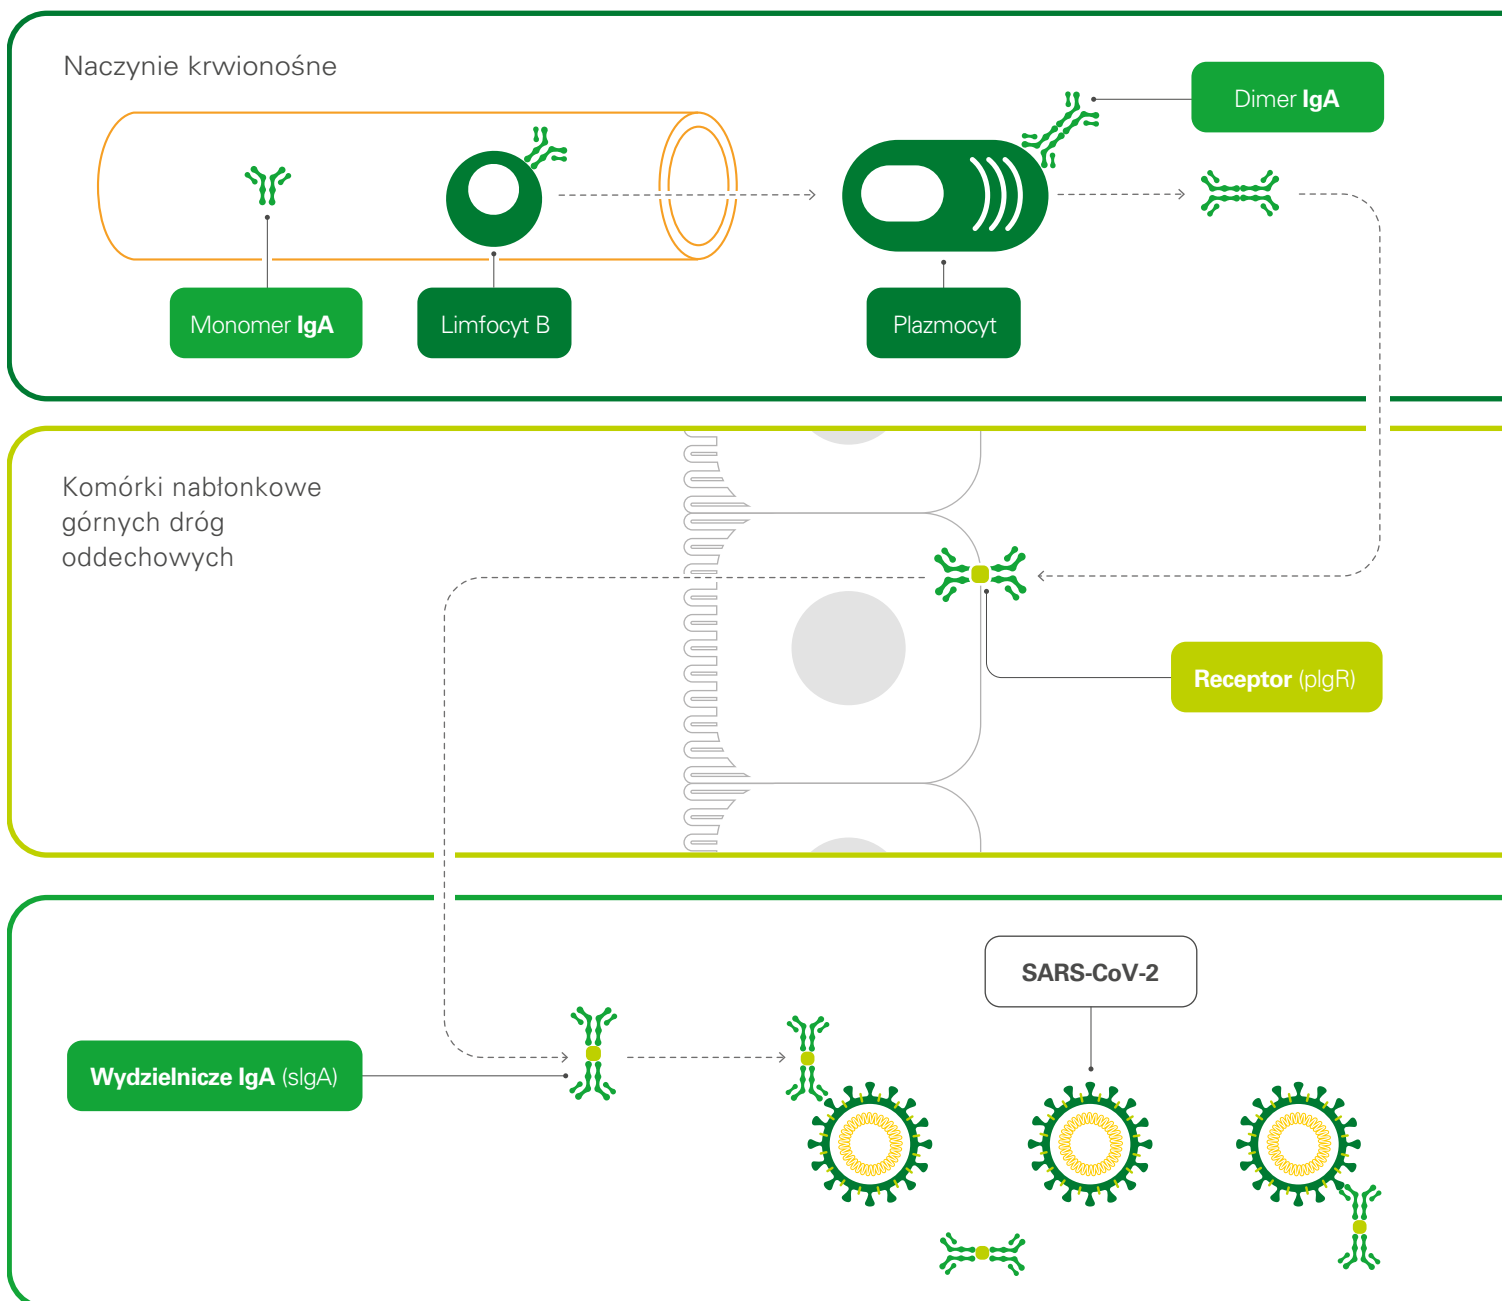 Naczynie krwionośne
Dimer IgA
Monomer IgA
Limfocyt B
Plazmocyt
Komórki nabłonkowe
górnych dróg
oddechowych
Receptor (pIgR)
SARS-CoV-2
Wydzielnicze IgA (sIgA)